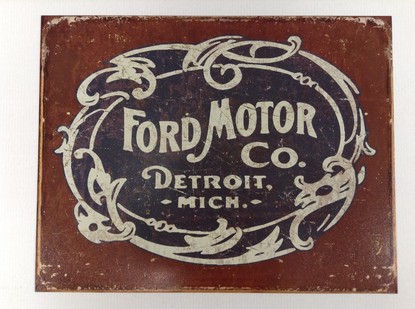 FORD MOTOR
CO.
DETROIT,
-MICH.-